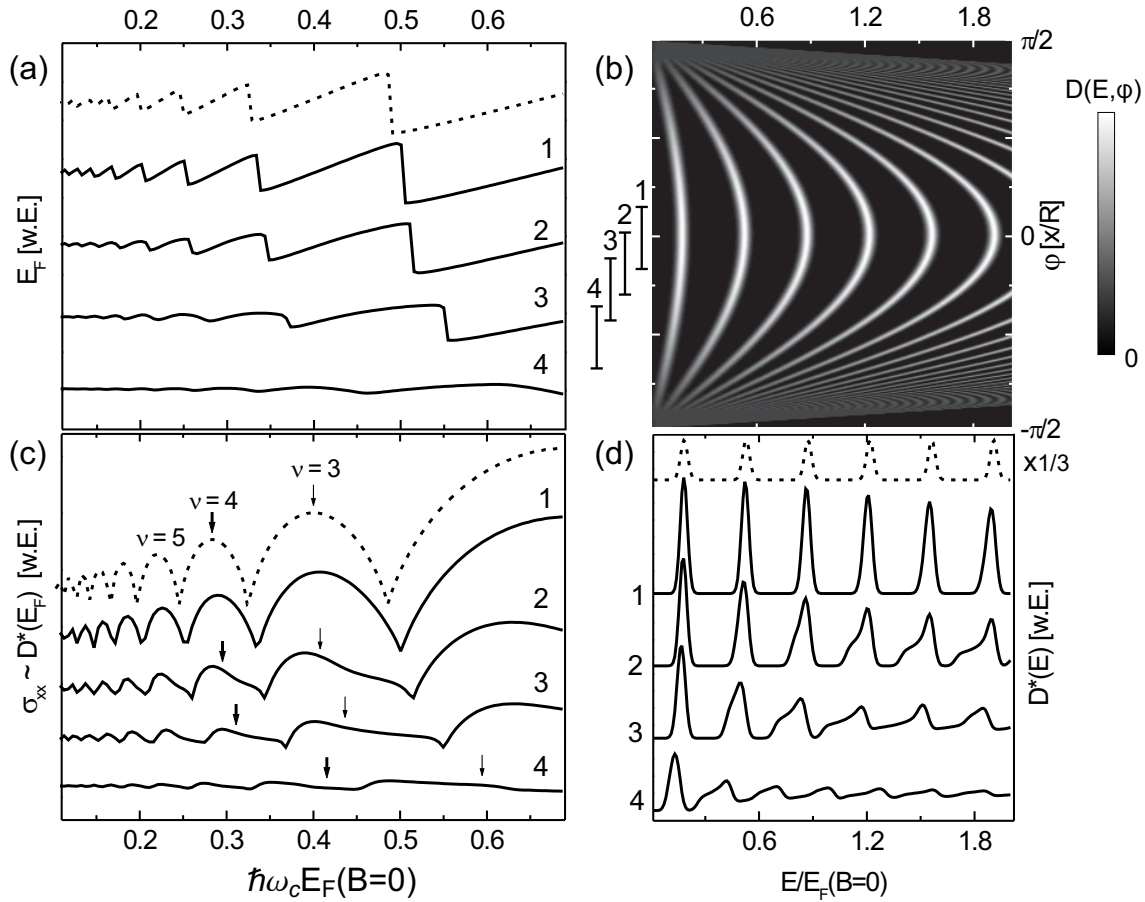 0.2 0.3 0.4 0.5 0.6
0.6 1.2 1.8
(a)
1
2
3
4
E_F [w.E.]
(b)
π/2
0
-π/2
φ [x/R]
1
2
3
4
D(E,φ)
0
(c)
ν = 3
ν = 4
ν = 5
1
2
3
4
σ_xx ~ D*(E_F) [w.E.]
0.2 0.3 0.4 0.5 0.6
ħω_c E_F(B=0)
(d)
x1/3
1
2
3
4
D*(E) [w.E.]
0.6 1.2 1.8
E/E_F(B=0)